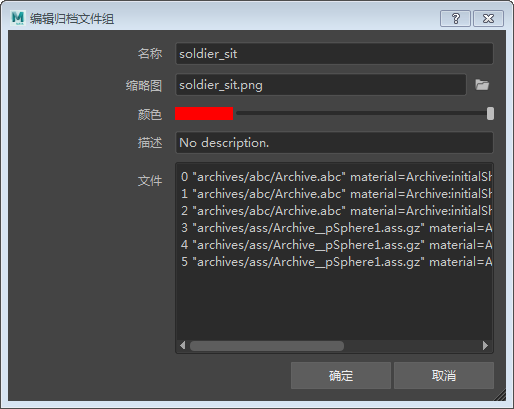 编辑归档文件组
名称 soldier_sit
缩略图 soldier_sit.png
颜色
描述 No description.
文件
0 "archives/abc/Archive.abc" material=Archive:initialSh
1 "archives/abc/Archive.abc" material=Archive:initialSh
2 "archives/abc/Archive.abc" material=Archive:initialSh
3 "archives/ass/Archive__pSphere1.ass.gz" material=A
4 "archives/ass/Archive__pSphere1.ass.gz" material=A
5 "archives/ass/Archive__pSphere1.ass.gz" material=A
确定 取消